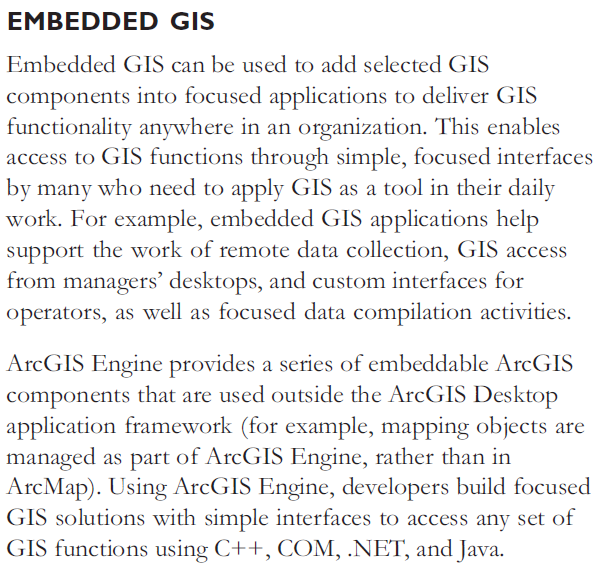 EMBEDDED GIS
Embedded GIS can be used to add selected GIS
components into focused applications to deliver GIS
functionality anywhere in an organization. This enables
access to GIS functions through simple, focused interfaces
by many who need to apply GIS as a tool in their daily
work. For example, embedded GIS applications help
support the work of remote data collection, GIS access
from managers’ desktops, and custom interfaces for
operators, as well as focused data compilation activities.
ArcGIS Engine provides a series of embeddable ArcGIS
components that are used outside the ArcGIS Desktop
application framework (for example, mapping objects are
managed as part of ArcGIS Engine, rather than in
ArcMap). Using ArcGIS Engine, developers build focused
GIS solutions with simple interfaces to access any set of
GIS functions using C++, COM, .NET, and Java.